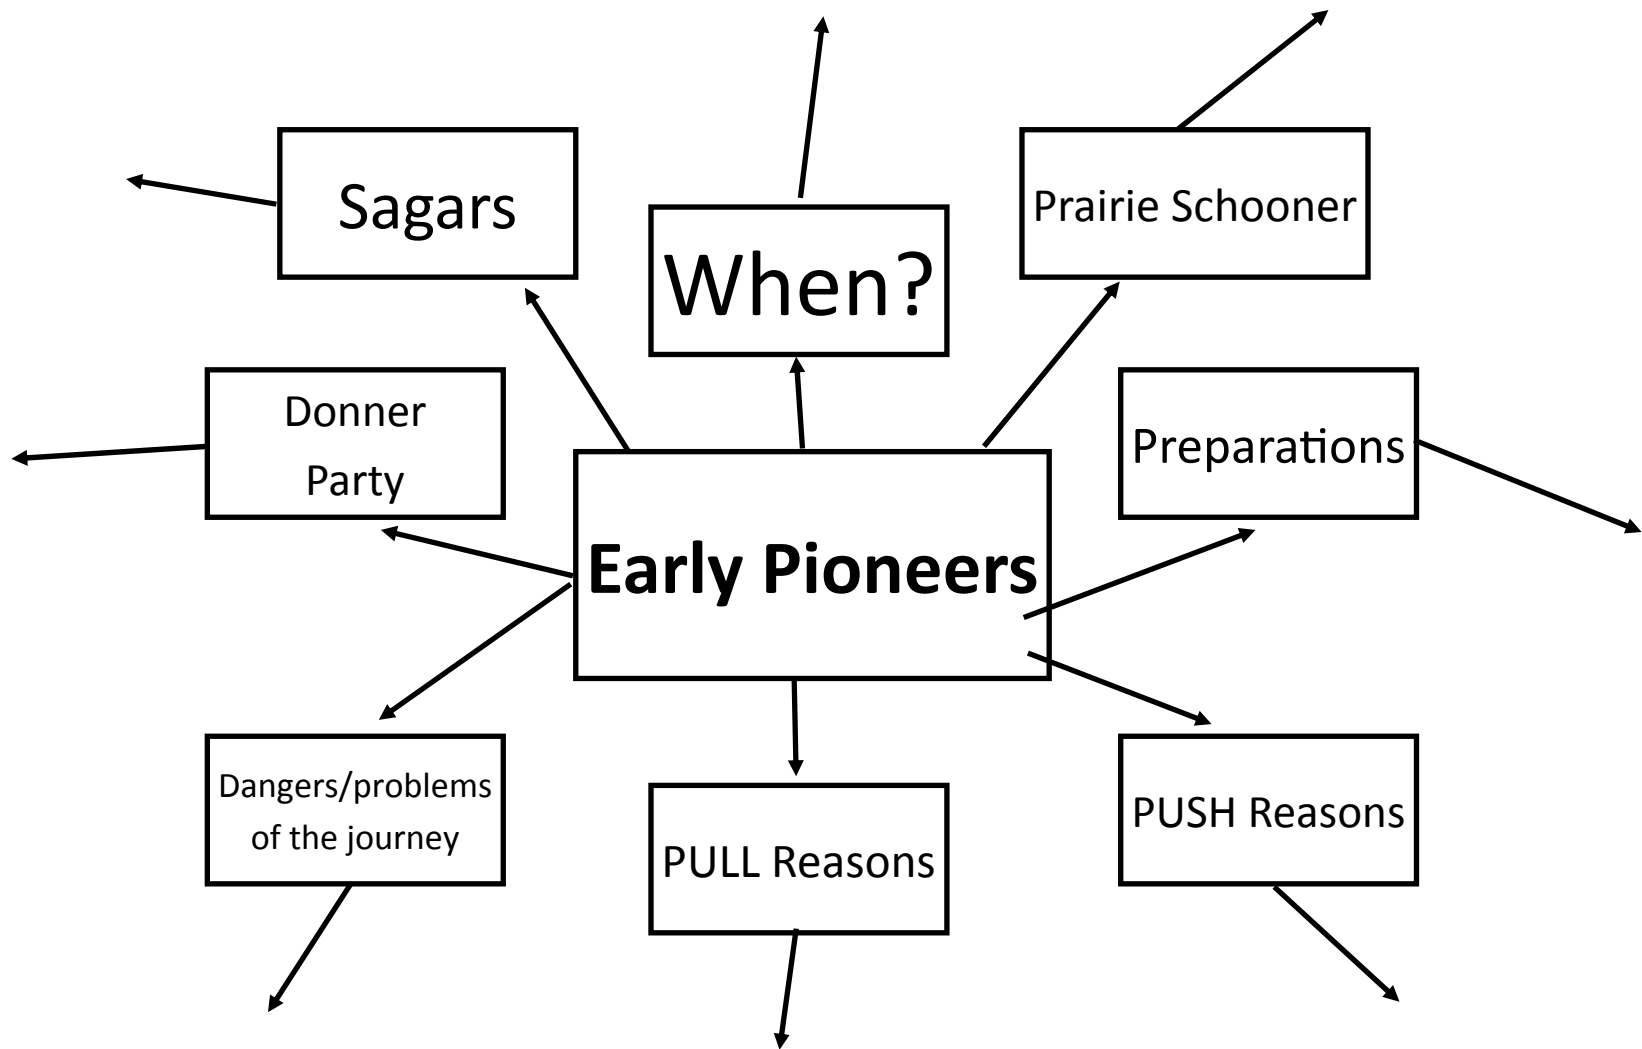 Sagars
When?
Prairie Schooner
Donner
Party
Preparations
Early Pioneers
Dangers/problems
of the journey
PULL Reasons
PUSH Reasons